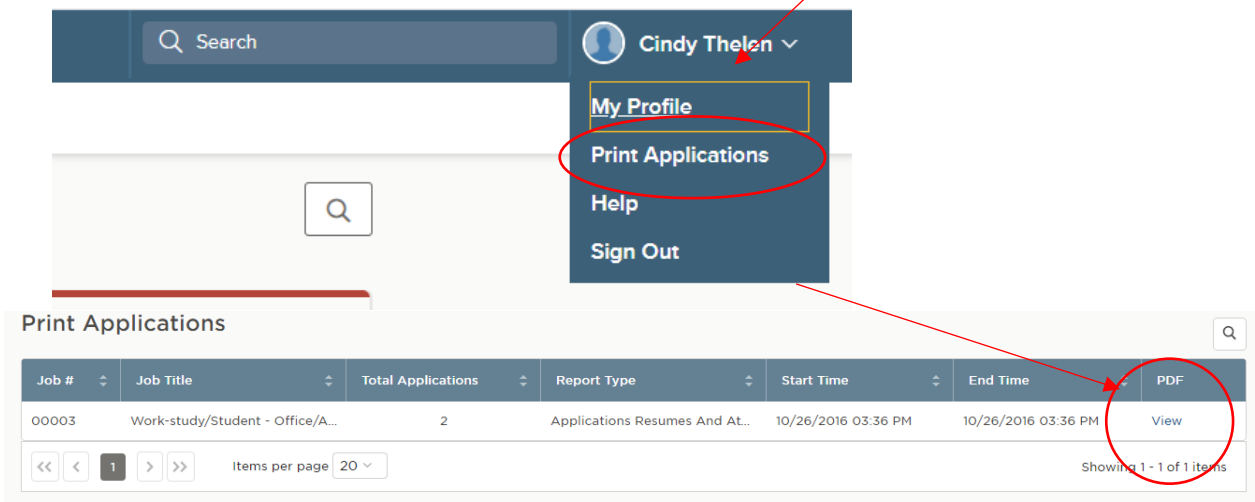 Search
Cindy Thelen
My Profile
Print Applications
Help
Sign Out
Print Applications
Job # Job Title Total Applications Report Type Start Time End Time PDF
00003 Work-study/Student - Office/A... 2 Applications Resumes And At... 10/26/2016 03:36 PM 10/26/2016 03:36 PM View
<< < 1 > >> Items per page 20 Showing 1 - 1 of 1 items